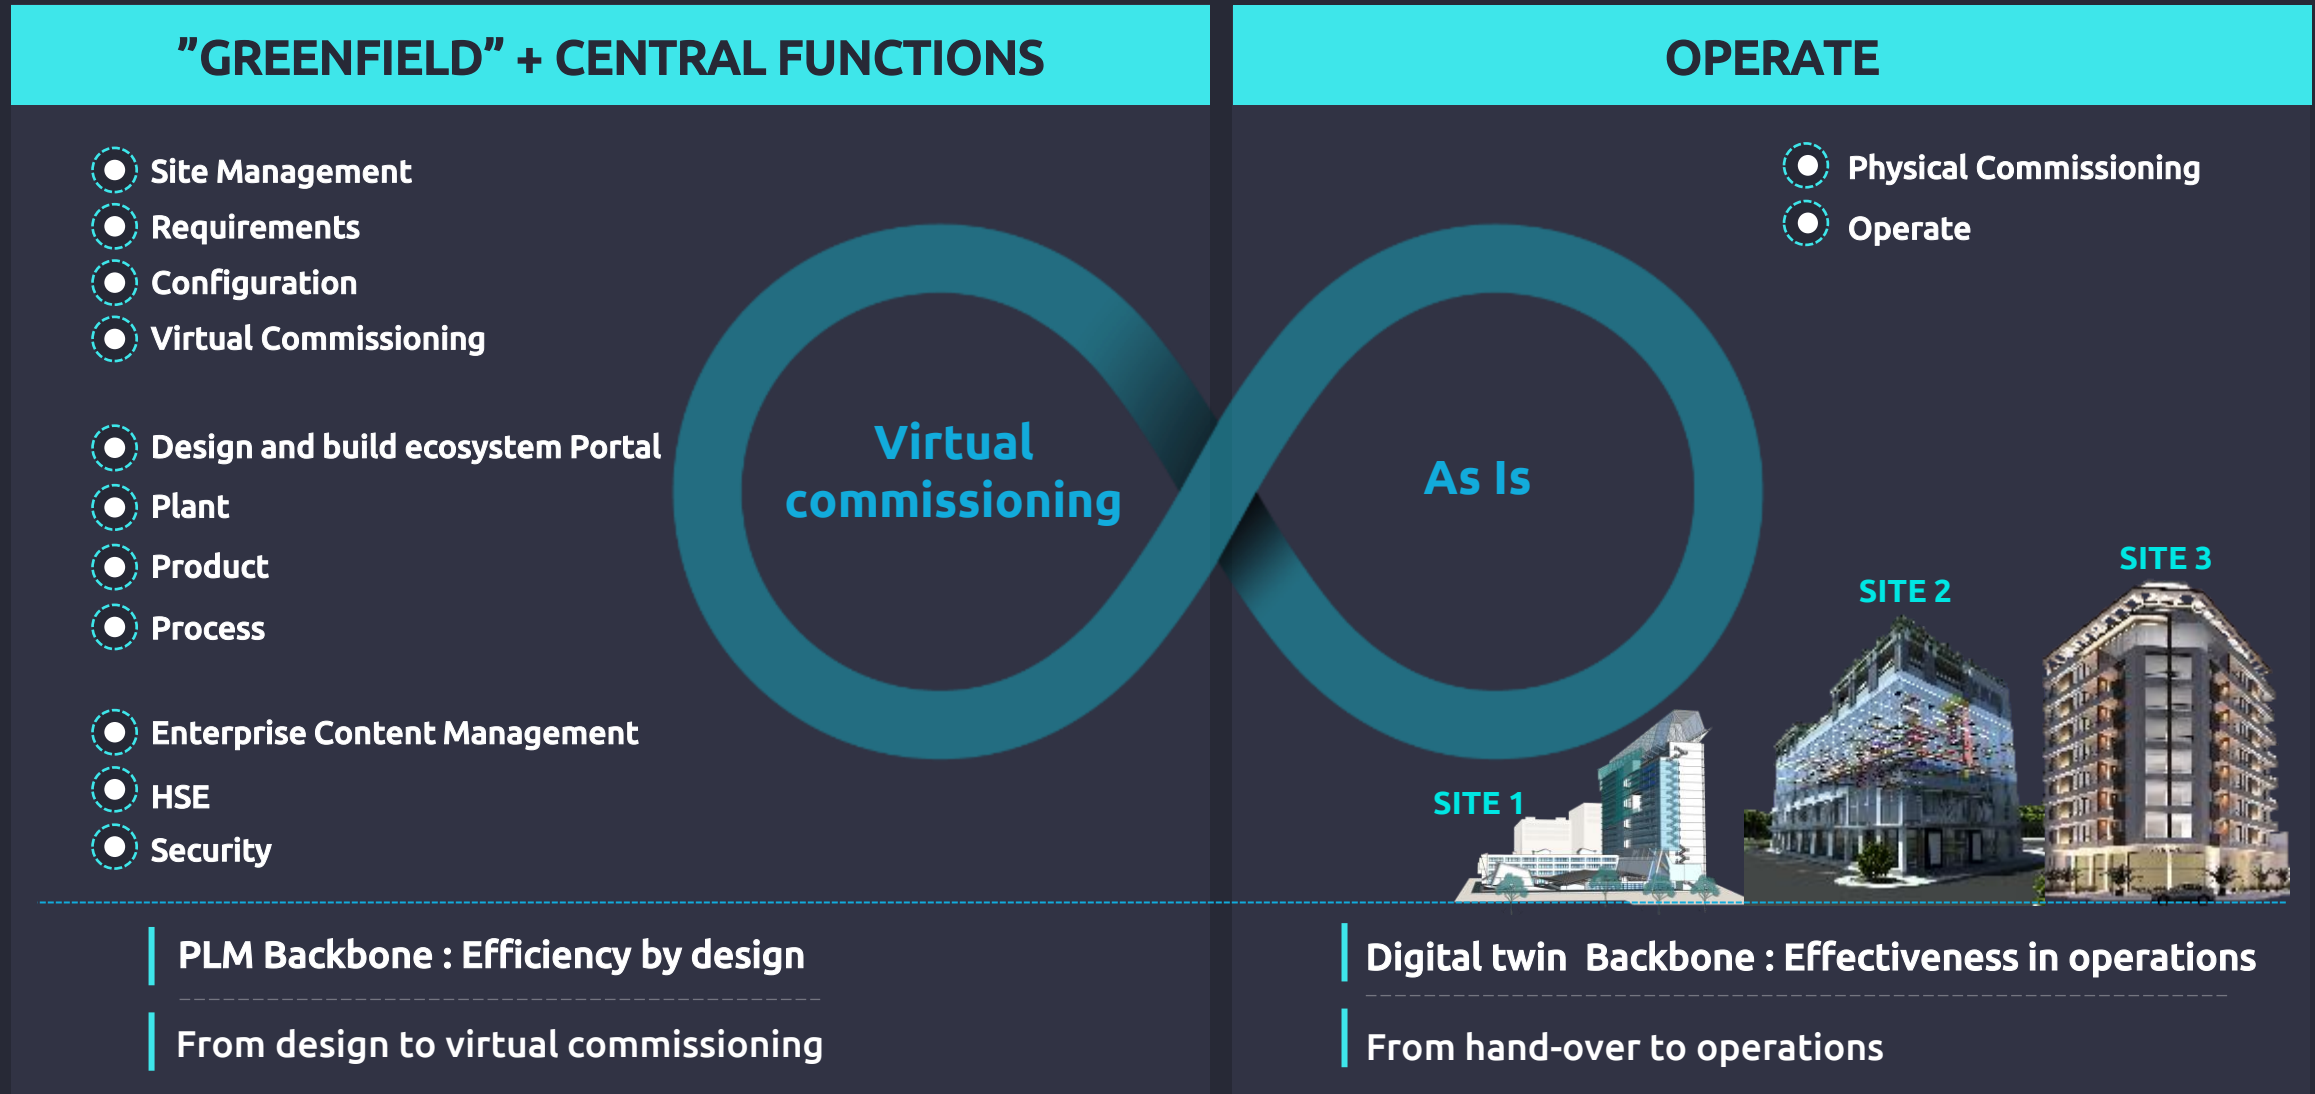 ”GREENFIELD” + CENTRAL FUNCTIONS
Site Management
Requirements
Configuration
Virtual Commissioning
Design and build ecosystem Portal
Plant
Product
Process
Enterprise Content Management
HSE
Security
Virtual
commissioning
PLM Backbone : Efficiency by design
From design to virtual commissioning
OPERATE
Physical Commissioning
Operate
As Is
SITE 1
SITE 2
SITE 3
Digital twin  Backbone : Effectiveness in operations
From hand-over to operations